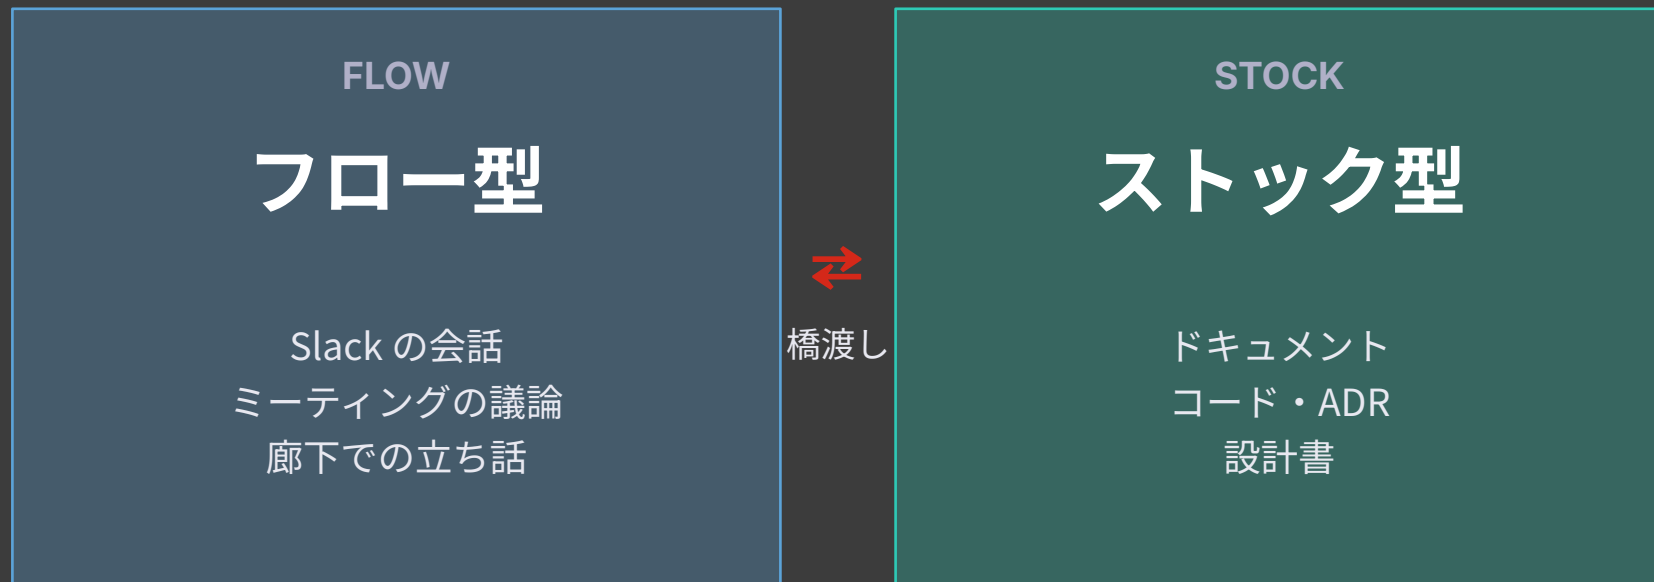 FLOW
フロー型
Slack の会話
ミーティングの議論
廊下での立ち話
⇄
橋渡し
STOCK
ストック型
ドキュメント
コード・ADR
設計書